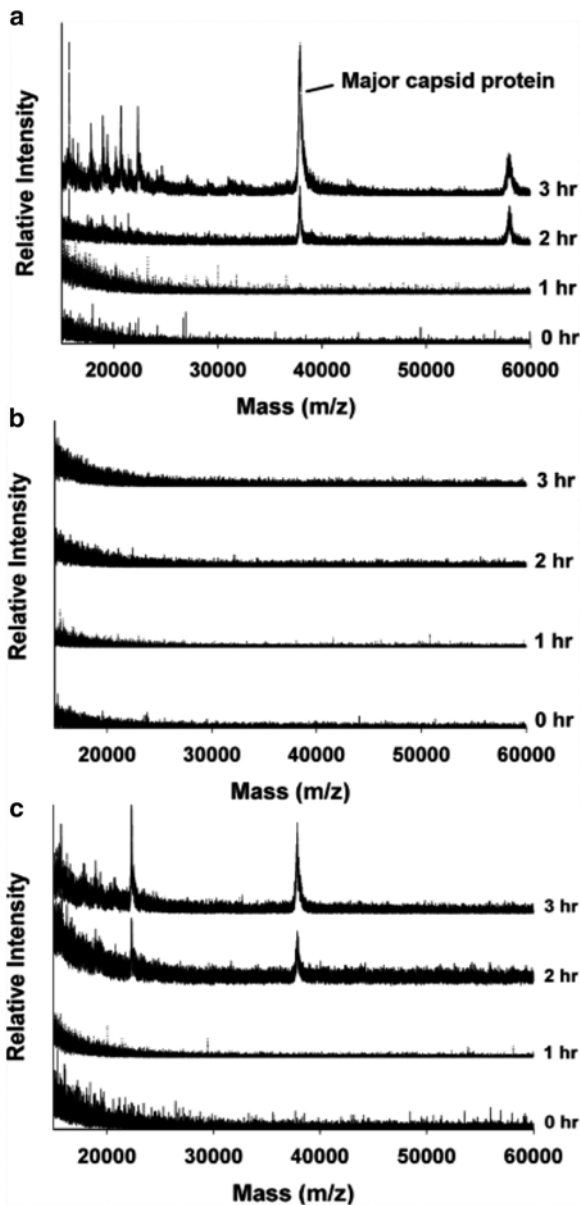 a
Relative Intensity
Major capsid protein
3 hr
2 hr
1 hr
0 hr
20000 30000 40000 50000 60000
Mass (m/z)
b
Relative Intensity
3 hr
2 hr
1 hr
0 hr
20000 30000 40000 50000 60000
Mass (m/z)
c
Relative Intensity
3 hr
2 hr
1 hr
0 hr
20000 30000 40000 50000 60000
Mass (m/z)